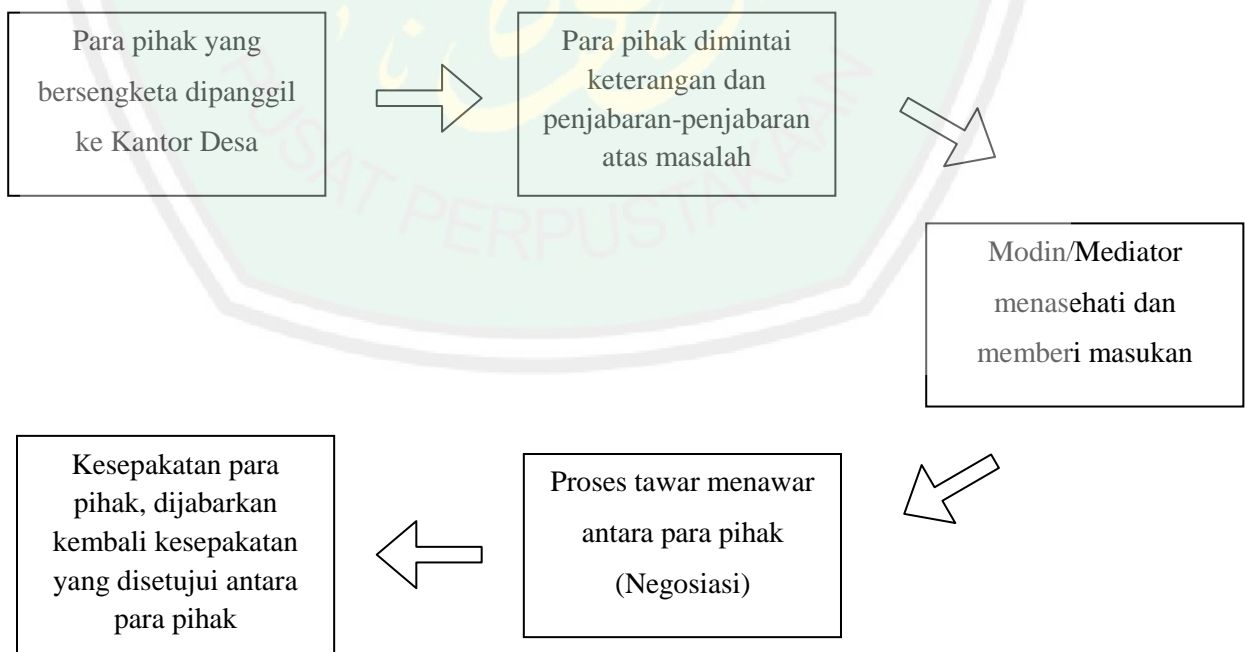 Para pihak yang
bersengketa dipanggil
ke Kantor Desa
Para pihak dimintai
keterangan dan
penjabaran-penjabaran
atas masalah
Modin/Mediator
menasehati dan
memberi masukan
Proses tawar menawar
antara para pihak
(Negosiasi)
Kesepakatan para
pihak, dijabarkan
kembali kesepakatan
yang disetujui antara
para pihak
PUSAT PERPUSTAKAAN